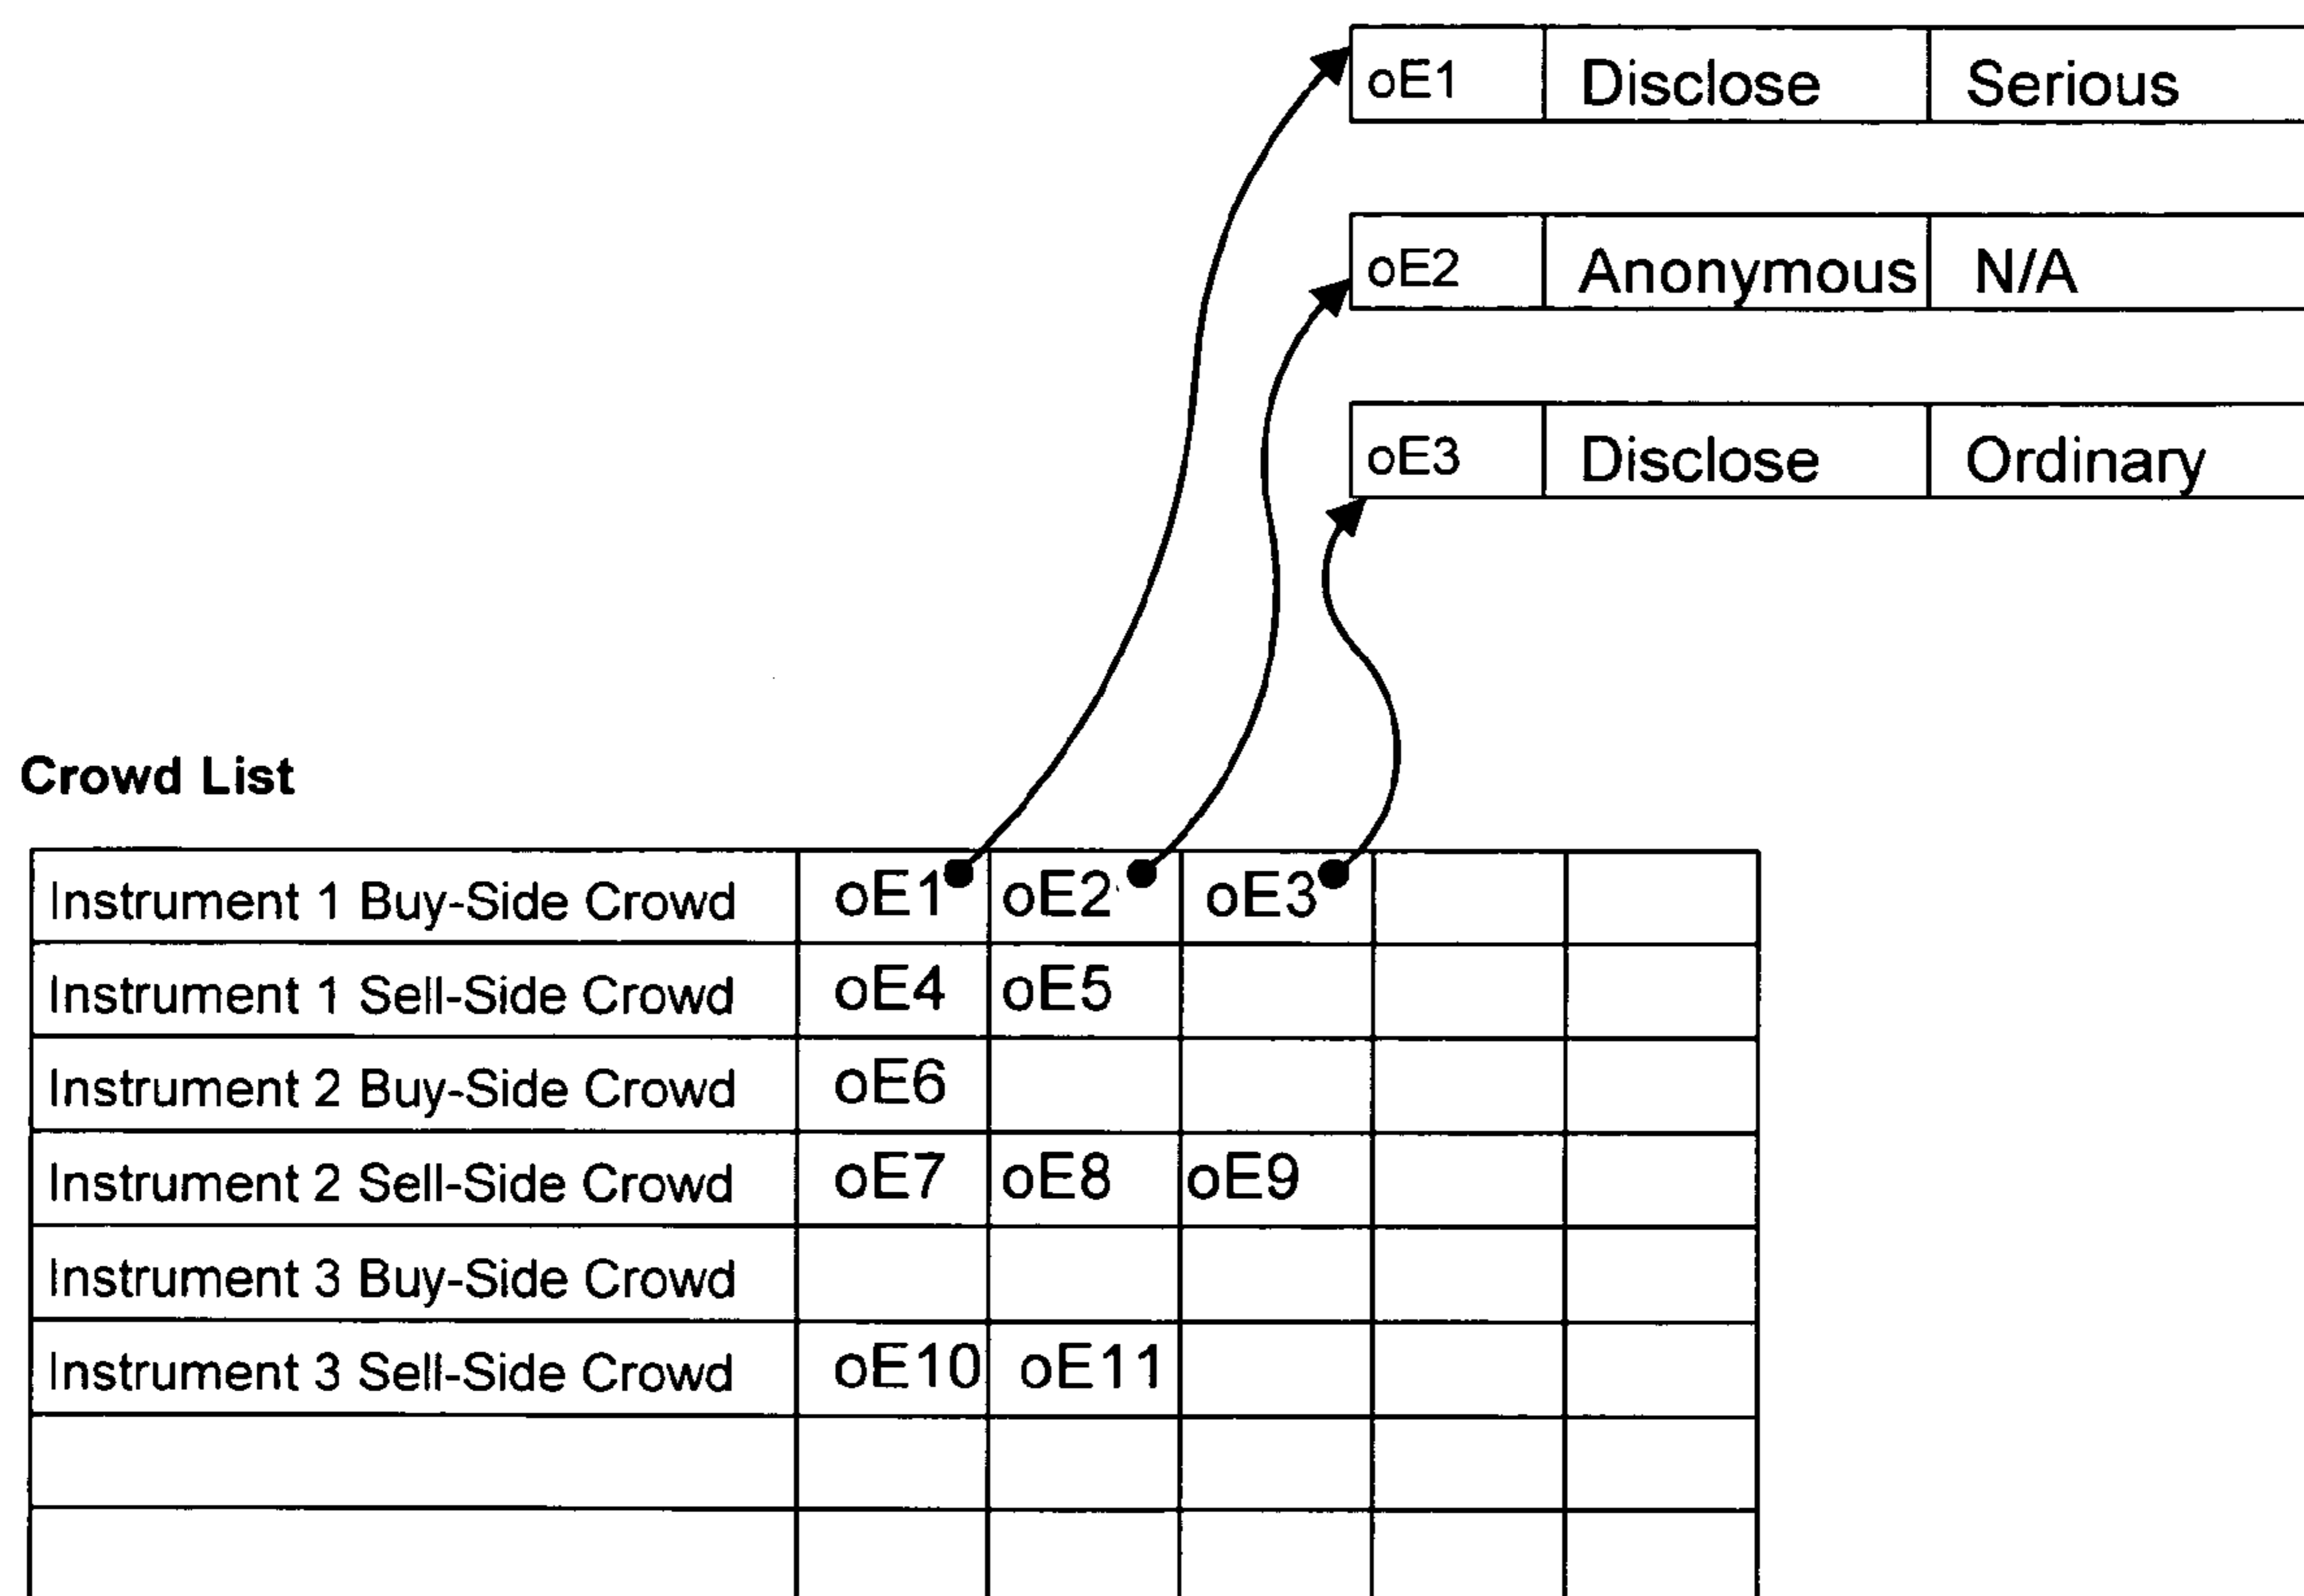 oE1 Disclose Serious
oE2 Anonymous N/A
oE3 Disclose Ordinary
Crowd List
Instrument 1 Buy-Side Crowd oE1 oE2 oE3
Instrument 1 Sell-Side Crowd oE4 oE5
Instrument 2 Buy-Side Crowd oE6
Instrument 2 Sell-Side Crowd oE7 oE8 oE9
Instrument 3 Buy-Side Crowd
Instrument 3 Sell-Side Crowd oE10 oE11